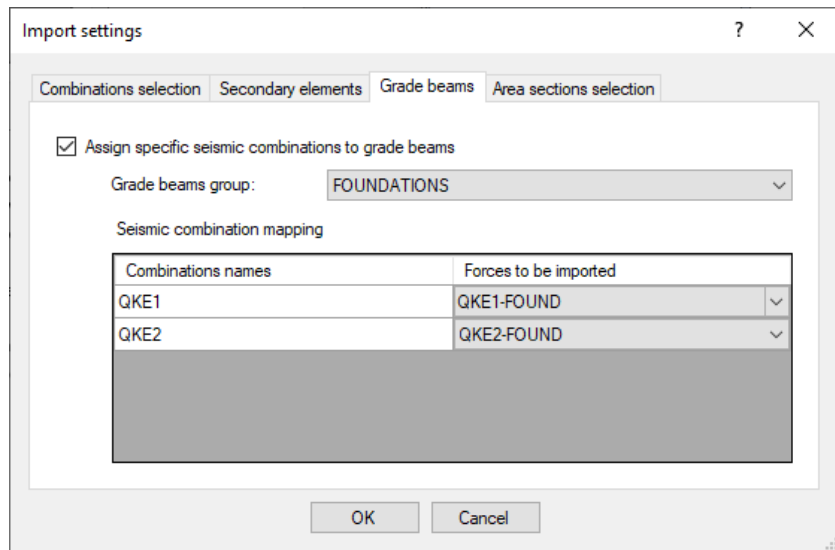 Import settings ?
Combinations selection Secondary elements Grade beams Area sections selection
Assign specific seismic combinations to grade beams
Grade beams group: FOUNDATIONS
Seismic combination mapping
Combinations names Forces to be imported
QKE1 QKE1-FOUND
QKE2 QKE2-FOUND
OK Cancel